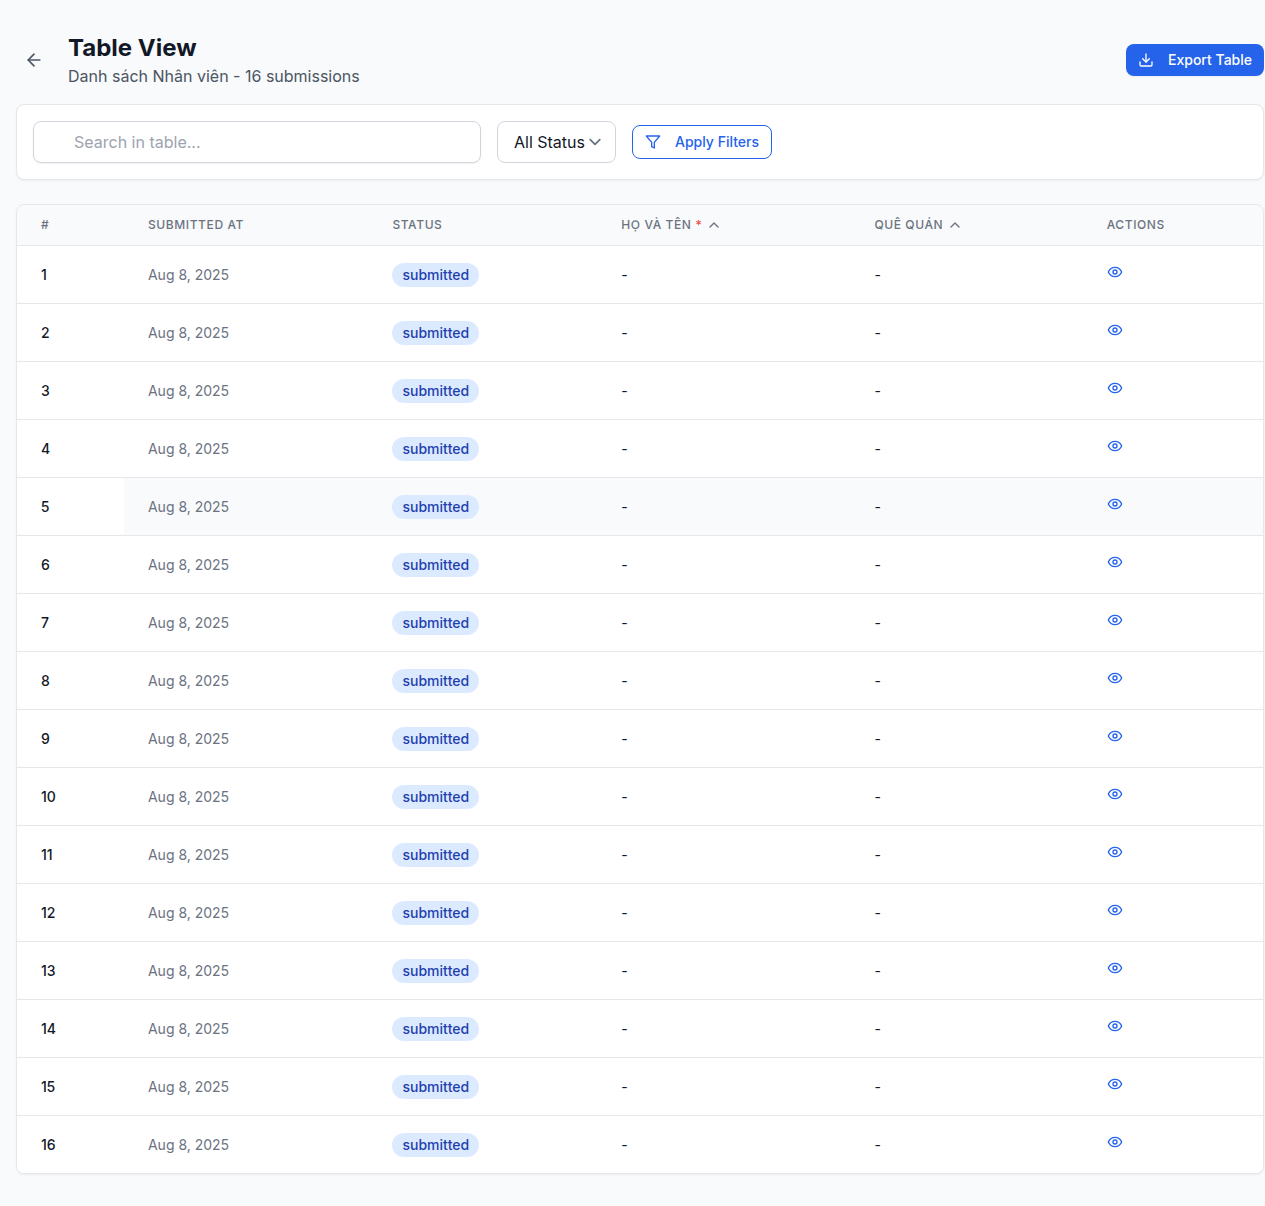 Table View
Danh sách Nhân viên - 16 submissions
Export Table
Search in table...
All Status
Apply Filters
# SUBMITTED AT STATUS HỌ VÀ TÊN * QUÊ QUÁN ACTIONS
1 Aug 8, 2025 submitted - -
2 Aug 8, 2025 submitted - -
3 Aug 8, 2025 submitted - -
4 Aug 8, 2025 submitted - -
5 Aug 8, 2025 submitted - -
6 Aug 8, 2025 submitted - -
7 Aug 8, 2025 submitted - -
8 Aug 8, 2025 submitted - -
9 Aug 8, 2025 submitted - -
10 Aug 8, 2025 submitted - -
11 Aug 8, 2025 submitted - -
12 Aug 8, 2025 submitted - -
13 Aug 8, 2025 submitted - -
14 Aug 8, 2025 submitted - -
15 Aug 8, 2025 submitted - -
16 Aug 8, 2025 submitted - -